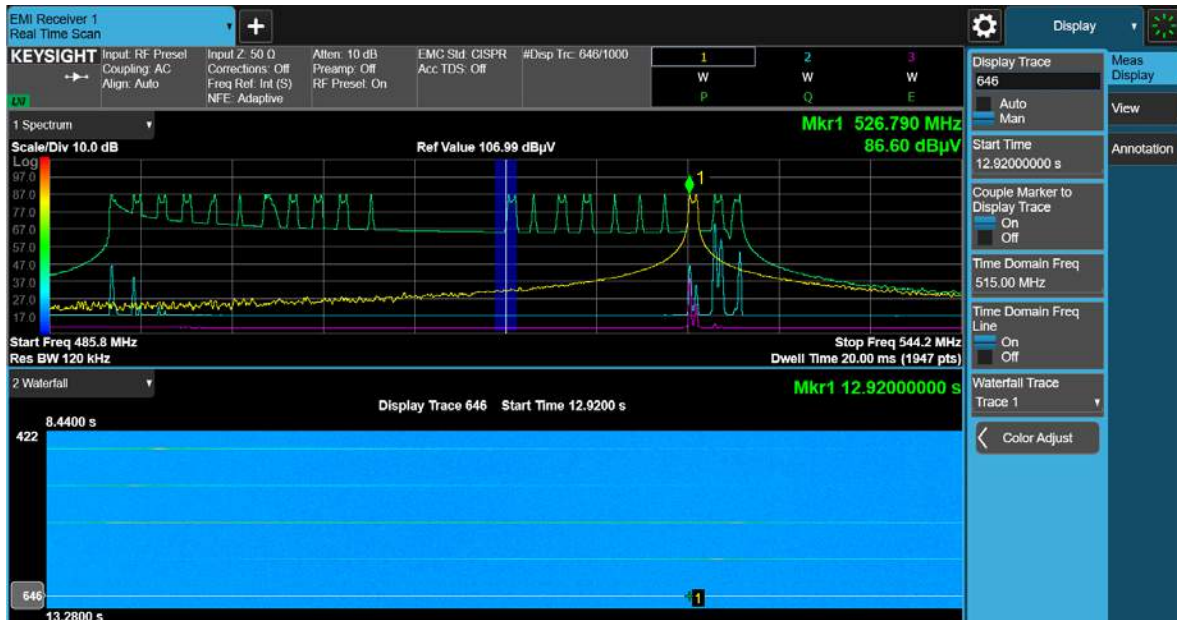 EMI Receiver 1
Real Time Scan
+
Display
KEYSIGHT
Input: RF Presel
Coupling: AC
Align: Auto
Input Z: 50 Ω
Corrections: Off
Freq Ref: Int (S)
NFE: Adaptive
Atten: 10 dB
Preamp: Off
RF Presel: On
EMC Std: CISPR
Acc TDS: Off
#Disp Trc: 646/1000
1 2 3
W W W
P Q E
LXI
1 Spectrum
Mkr1 526.790 MHz
86.60 dBµV
Scale/Div 10.0 dB
Ref Value 106.99 dBµV
Log
97.0
87.0
77.0
67.0
57.0
47.0
37.0
27.0
17.0
1
Start Freq 485.8 MHz
Stop Freq 544.2 MHz
Res BW 120 kHz
Dwell Time 20.00 ms (1947 pts)
2 Waterfall
Mkr1 12.92000000 s
Display Trace 646 Start Time 12.9200 s
8.4400 s
422
646
1
13.2800 s
Display Trace
646
Auto
Man
Start Time
12.92000000 s
Couple Marker to
Display Trace
On
Off
Time Domain Freq
515.00 MHz
Time Domain Freq
Line
On
Off
Waterfall Trace
Trace 1
Color Adjust
Meas
Display
View
Annotation